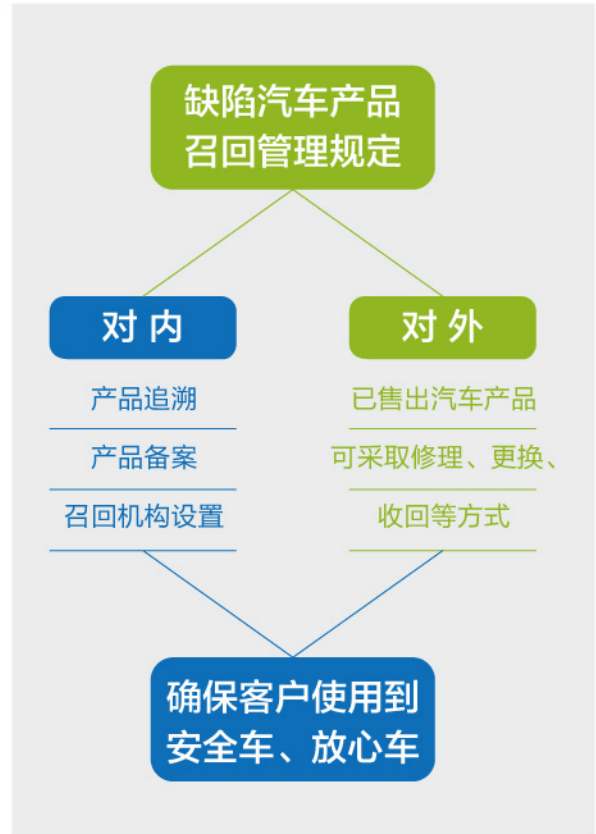 缺陷汽车产品
召回管理规定
对内
产品追溯
产品备案
召回机构设置
对外
已售出汽车产品
可采取修理、更换、
收回等方式
确保客户使用到
安全车、放心车